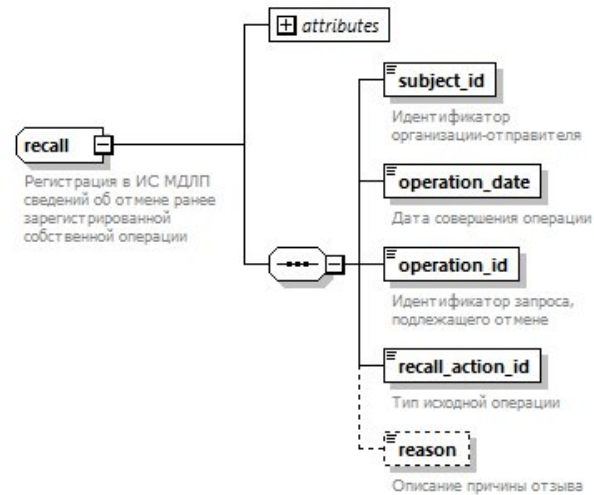 attributes
subject_id
Идентификатор
организации-отправителя
recall
Регистрация в ИС МДЛП
сведений об отмене ранее
зарегистрированной
собственной операции
operation_date
Дата совершения операции
operation_id
Идентификатор запроса,
подлежащего отмене
recall_action_id
Тип исходной операции
reason
Описание причины отзыва